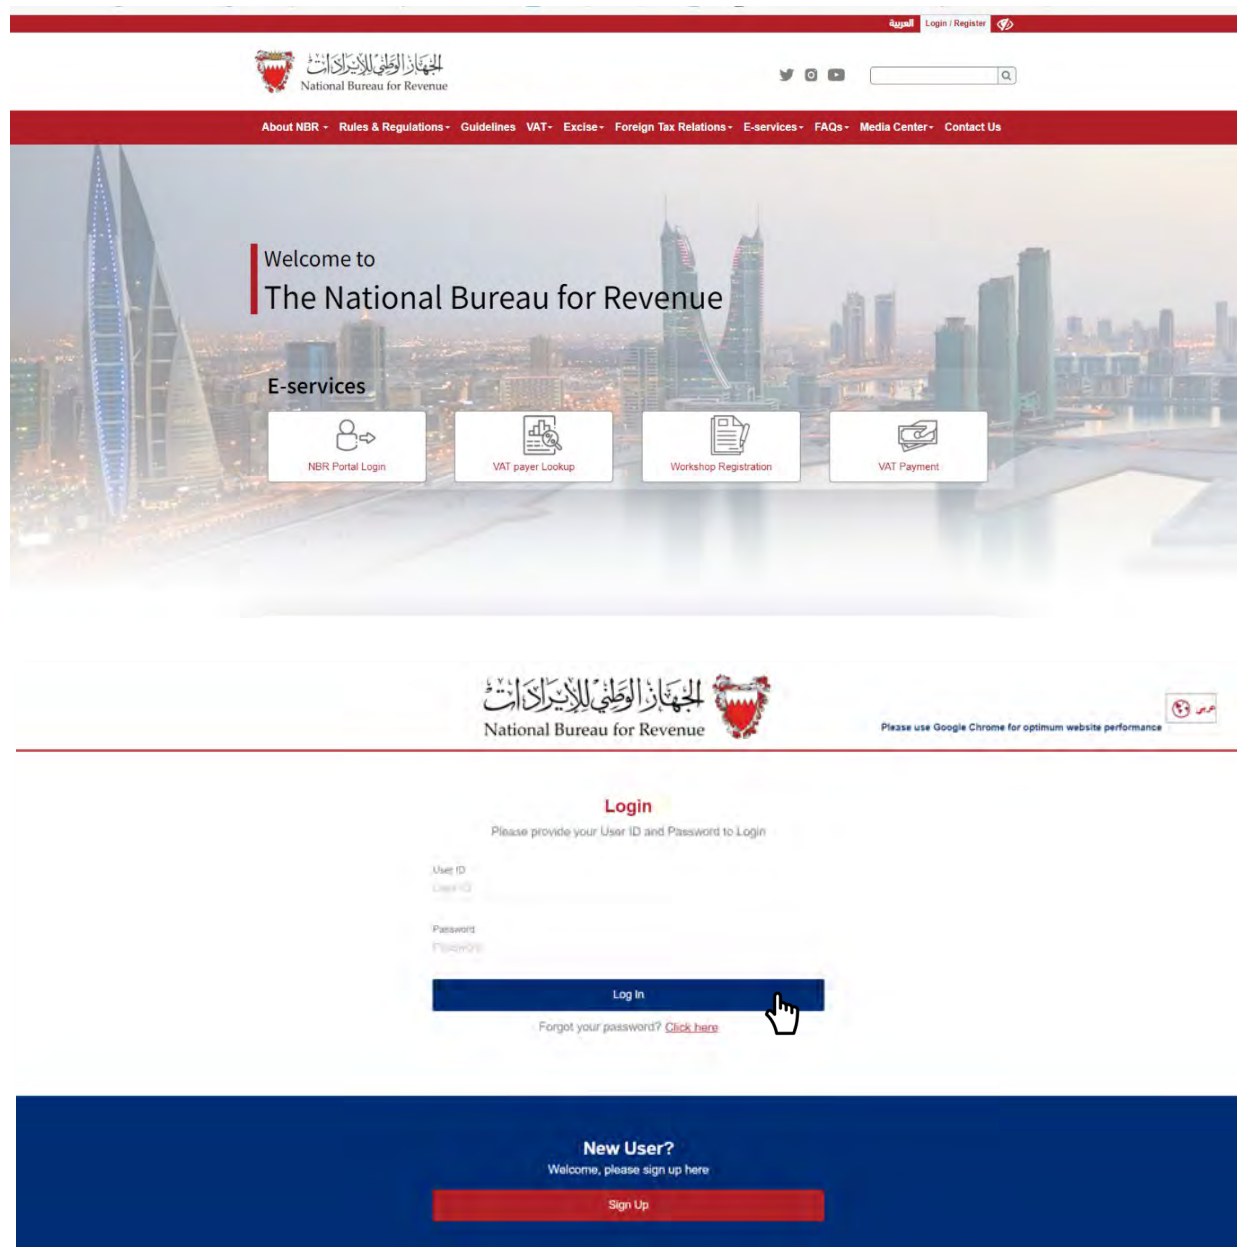 العربية Login / Register
الجهاز الوطني للإيرادات
National Bureau for Revenue
About NBR Rules & Regulations Guidelines VAT Excise Foreign Tax Relations E-services FAQs Media Center Contact Us
Welcome to
The National Bureau for Revenue
E-services
NBR Portal Login VAT payer Lookup Workshop Registration VAT Payment
الجهاز الوطني للإيرادات
National Bureau for Revenue
عربي
Please use Google Chrome for optimum website performance
Login
Please provide your User ID and Password to Login
User ID
User ID
Password
Password
Log In
Forgot your password? Click here
New User?
Welcome, please sign up here
Sign Up